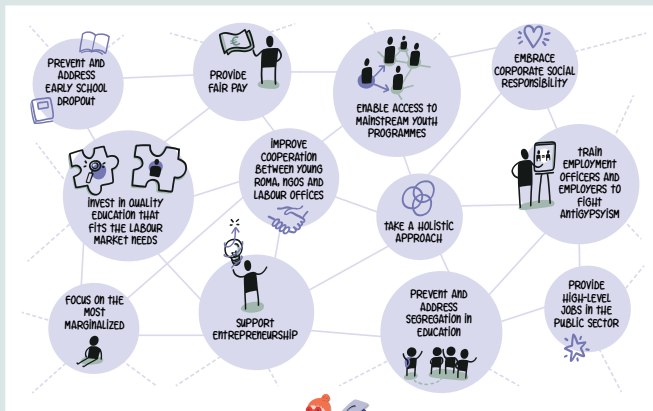 PREVENT AND
ADDRESS
EARLY SCHOOL
DROPOUT
€
PROVIDE
FAIR PAY
ENABLE ACCESS TO
MAINSTREAM YOUTH
PROGRAMMES
EMBRACE
CORPORATE SOCIAL
RESPONSIBILITY
INVEST IN QUALITY
EDUCATION THAT
FITS THE LABOUR
MARKET NEEDS
IMPROVE
COOPERATION
BETWEEN YOUNG
ROMA, NGOS AND
LABOUR OFFICES
TAKE A HOLISTIC
APPROACH
TRAIN
EMPLOYMENT
OFFICERS AND
EMPLOYERS TO
FIGHT
ANTIGYPSYISM
FOCUS ON THE
MOST
MARGINALIZED
SUPPORT
ENTREPRENEURSHIP
PREVENT AND
ADDRESS
SEGREGATION IN
EDUCATION
PROVIDE
HIGH-LEVEL
JOBS IN THE
PUBLIC SECTOR